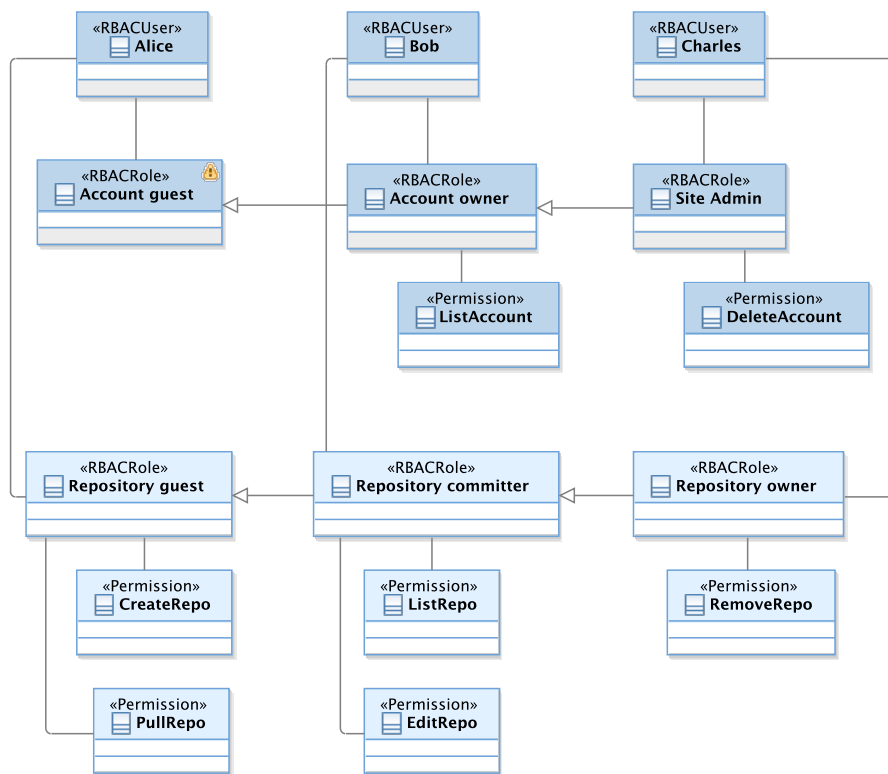 «RBACUser»
Alice
«RBACUser»
Bob
«RBACUser»
Charles
«RBACRole»
Account guest
«RBACRole»
Account owner
«RBACRole»
Site Admin
«Permission»
ListAccount
«Permission»
DeleteAccount
«RBACRole»
Repository guest
«RBACRole»
Repository committer
«RBACRole»
Repository owner
«Permission»
CreateRepo
«Permission»
ListRepo
«Permission»
RemoveRepo
«Permission»
PullRepo
«Permission»
EditRepo